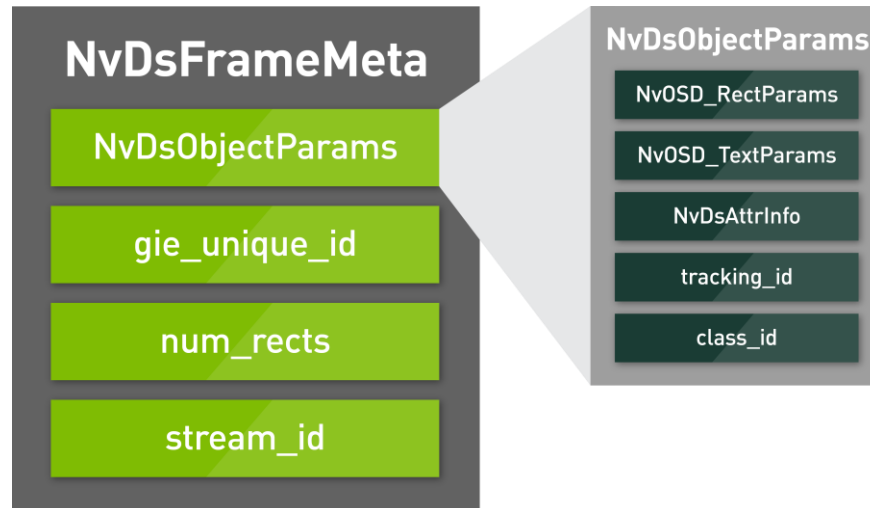 NvDsFrameMeta
NvDsObjectParams
gie_unique_id
num_rects
stream_id
NvDsObjectParams
NvOSD_RectParams
NvOSD_TextParams
NvDsAttrInfo
tracking_id
class_id